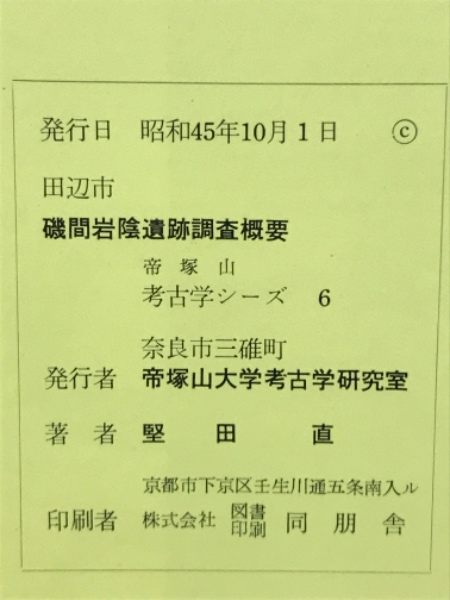 発行日 昭和45年10月1日 ©
田辺市
磯間岩陰遺跡調査概要
帝塚山
考古学シーズ 6
奈良市三碓町
発行者 帝塚山大学考古学研究室
著者 堅田直
京都市下京区壬生川通五条南入ル
印刷者 株式会社 図書印刷 同朋舎